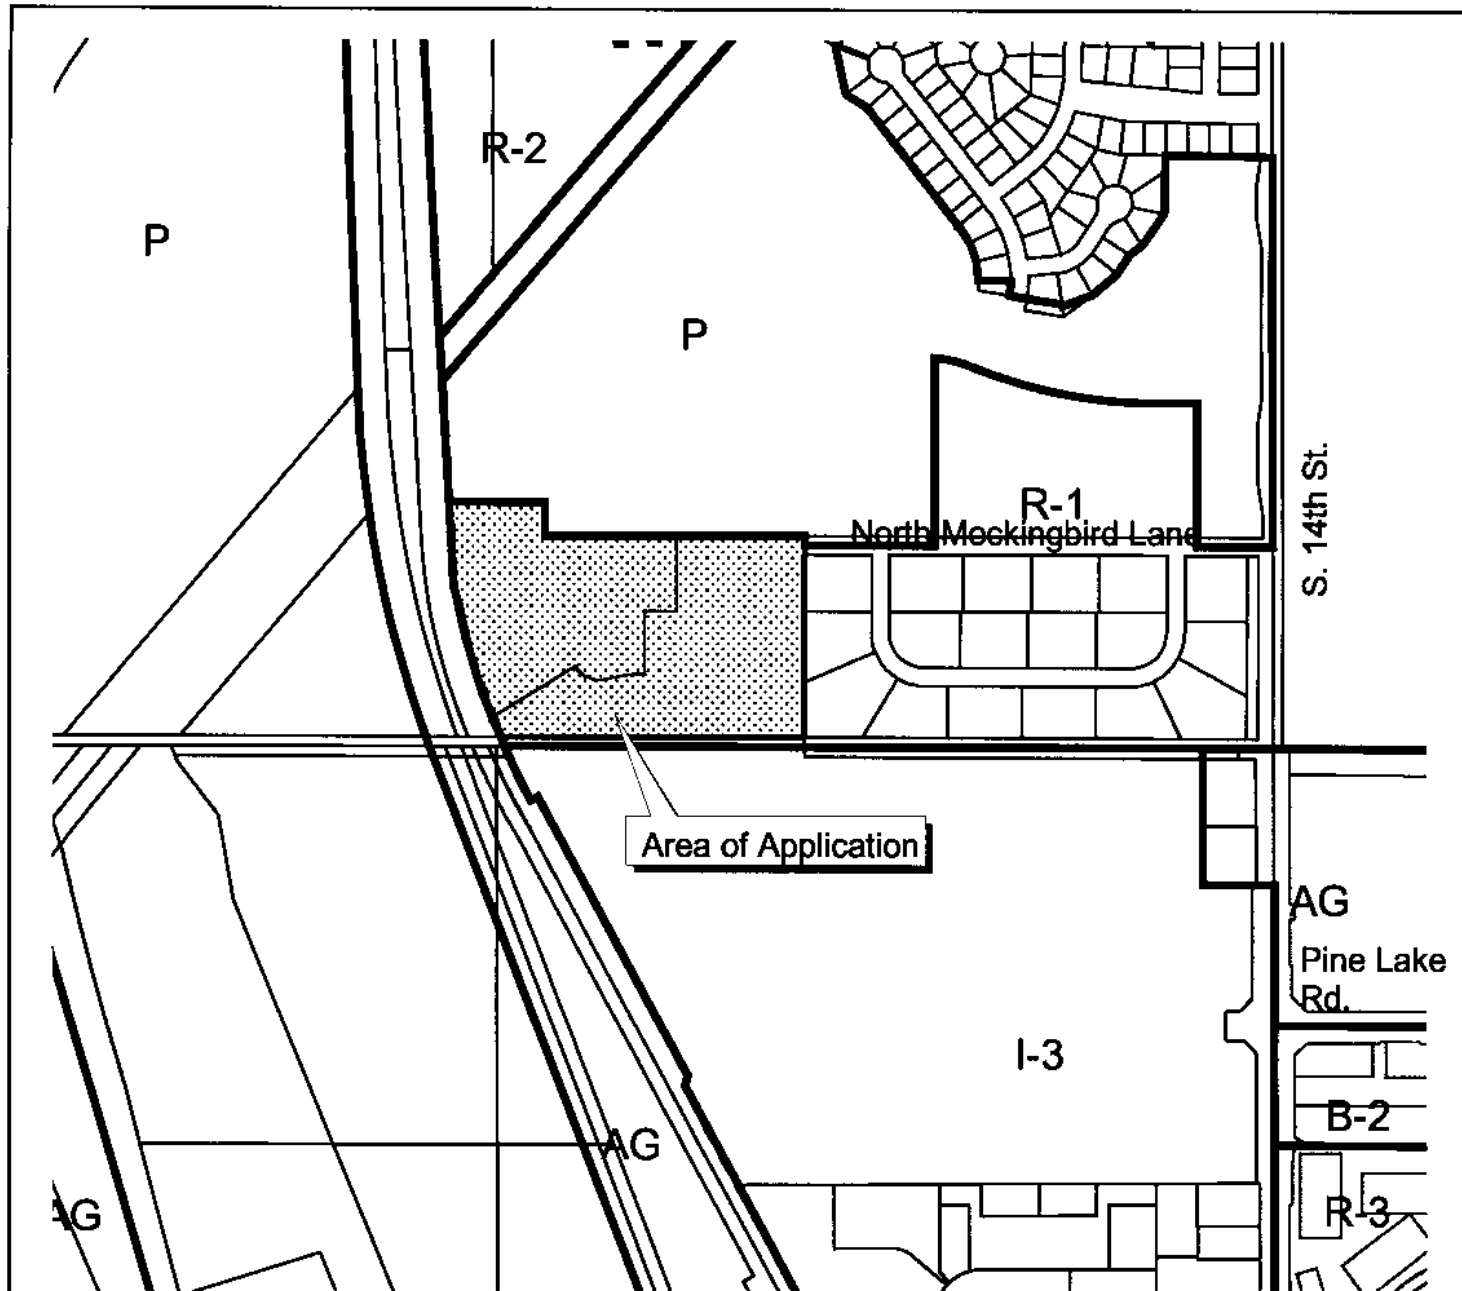 R-2
P
P
R-1
North Mockingbird Lane
S. 14th St.
Area of Application
AG
Pine Lake
Rd.
I-3
B-2
AG
AG
R-3